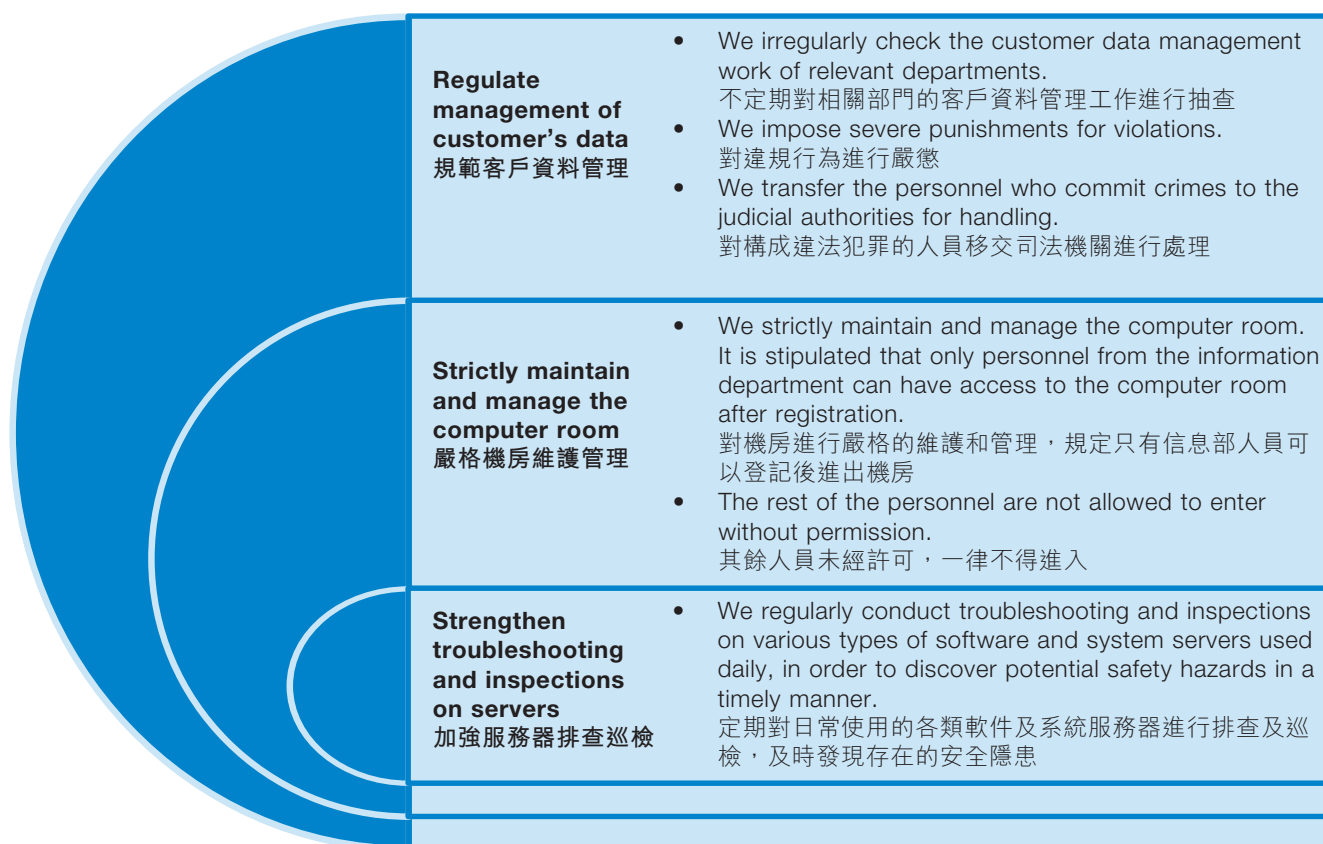 Regulate
management of
customer's data
規範客戶資料管理
• We irregularly check the customer data management
work of relevant departments.
不定期對相關部門的客戶資料管理工作進行抽查
• We impose severe punishments for violations.
對違規行為進行嚴懲
• We transfer the personnel who commit crimes to the
judicial authorities for handling.
對構成違法犯罪的人員移交司法機關進行處理
Strictly maintain
and manage the
computer room
嚴格機房維護管理
• We strictly maintain and manage the computer room.
It is stipulated that only personnel from the information
department can have access to the computer room
after registration.
對機房進行嚴格的維護和管理，規定只有信息部人員可
以登記後進出機房
• The rest of the personnel are not allowed to enter
without permission.
其餘人員未經許可，一律不得進入
Strengthen
troubleshooting
and inspections
on servers
加強服務器排查巡檢
• We regularly conduct troubleshooting and inspections
on various types of software and system servers used
daily, in order to discover potential safety hazards in a
timely manner.
定期對日常使用的各類軟件及系統服務器進行排查及巡
檢，及時發現存在的安全隱患